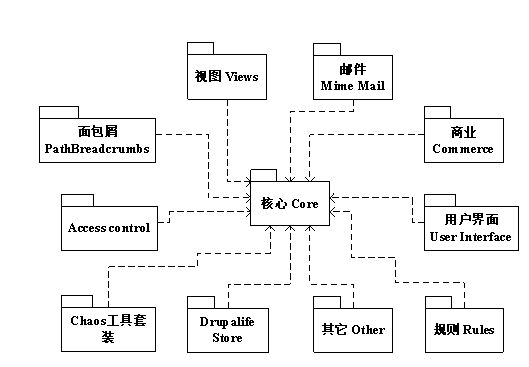 视图 Views
邮件
Mime Mail
面包屑
PathBreadcrumbs
商业
Commerce
核心 Core
Access control
用户界面
User Interface
Chaos工具套
装
Drupalife
Store
其它 Other
规则 Rules